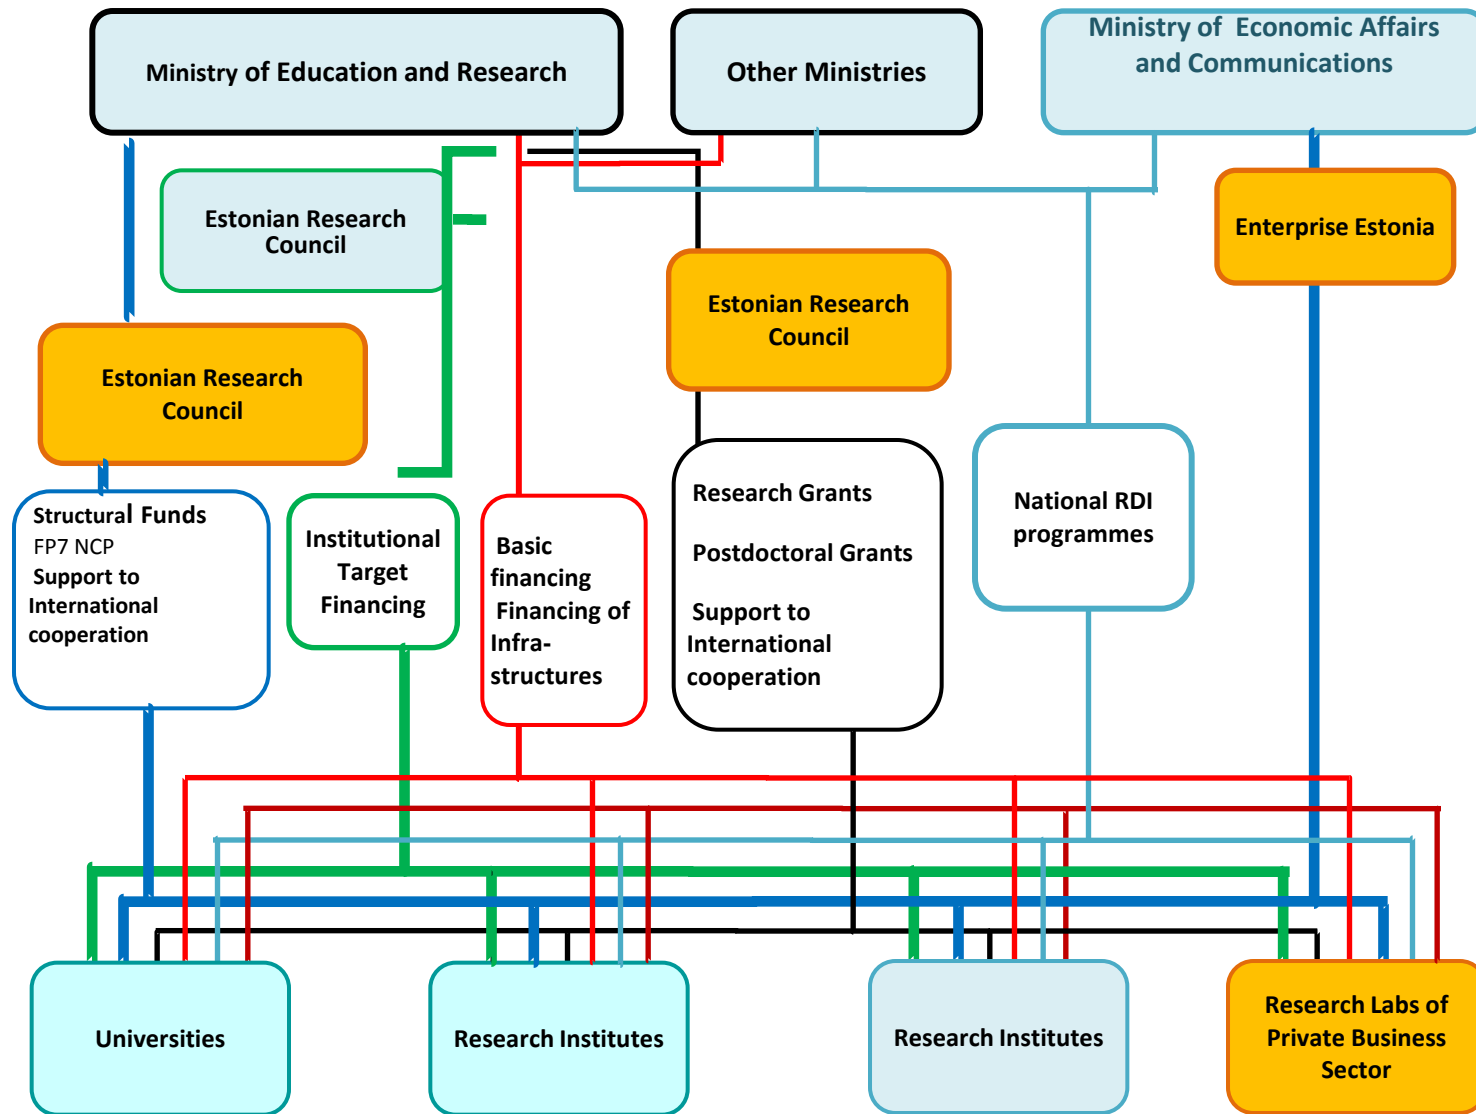 Ministry of Education and Research
Other Ministries
Ministry of Economic Affairs
and Communications
Estonian Research
Council
Enterprise Estonia
Estonian Research
Council
Estonian Research
Council
Structural Funds
FP7 NCP
Support to
International
cooperation
Institutional
Target
Financing
Basic
financing
Financing of
Infra-
structures
Research Grants
Postdoctoral Grants
Support to
International
cooperation
National RDI
programmes
Universities
Research Institutes
Research Institutes
Research Labs of
Private Business
Sector